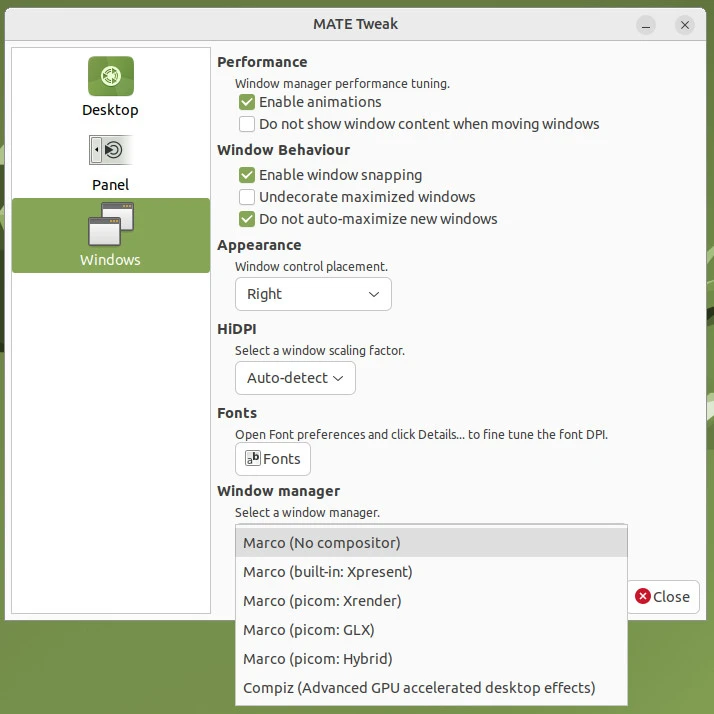 MATE Tweak
Desktop
Panel
Windows
Performance
Window manager performance tuning.
Enable animations
Do not show window content when moving windows
Window Behaviour
Enable window snapping
Undecorate maximized windows
Do not auto-maximize new windows
Appearance
Window control placement.
Right
HiDPI
Select a window scaling factor.
Auto-detect
Fonts
Open Font preferences and click Details... to fine tune the font DPI.
ab Fonts
Window manager
Select a window manager.
Marco (No compositor)
Marco (built-in: Xpresent)
Marco (picom: Xrender)
Marco (picom: GLX)
Marco (picom: Hybrid)
Compiz (Advanced GPU accelerated desktop effects)
Close